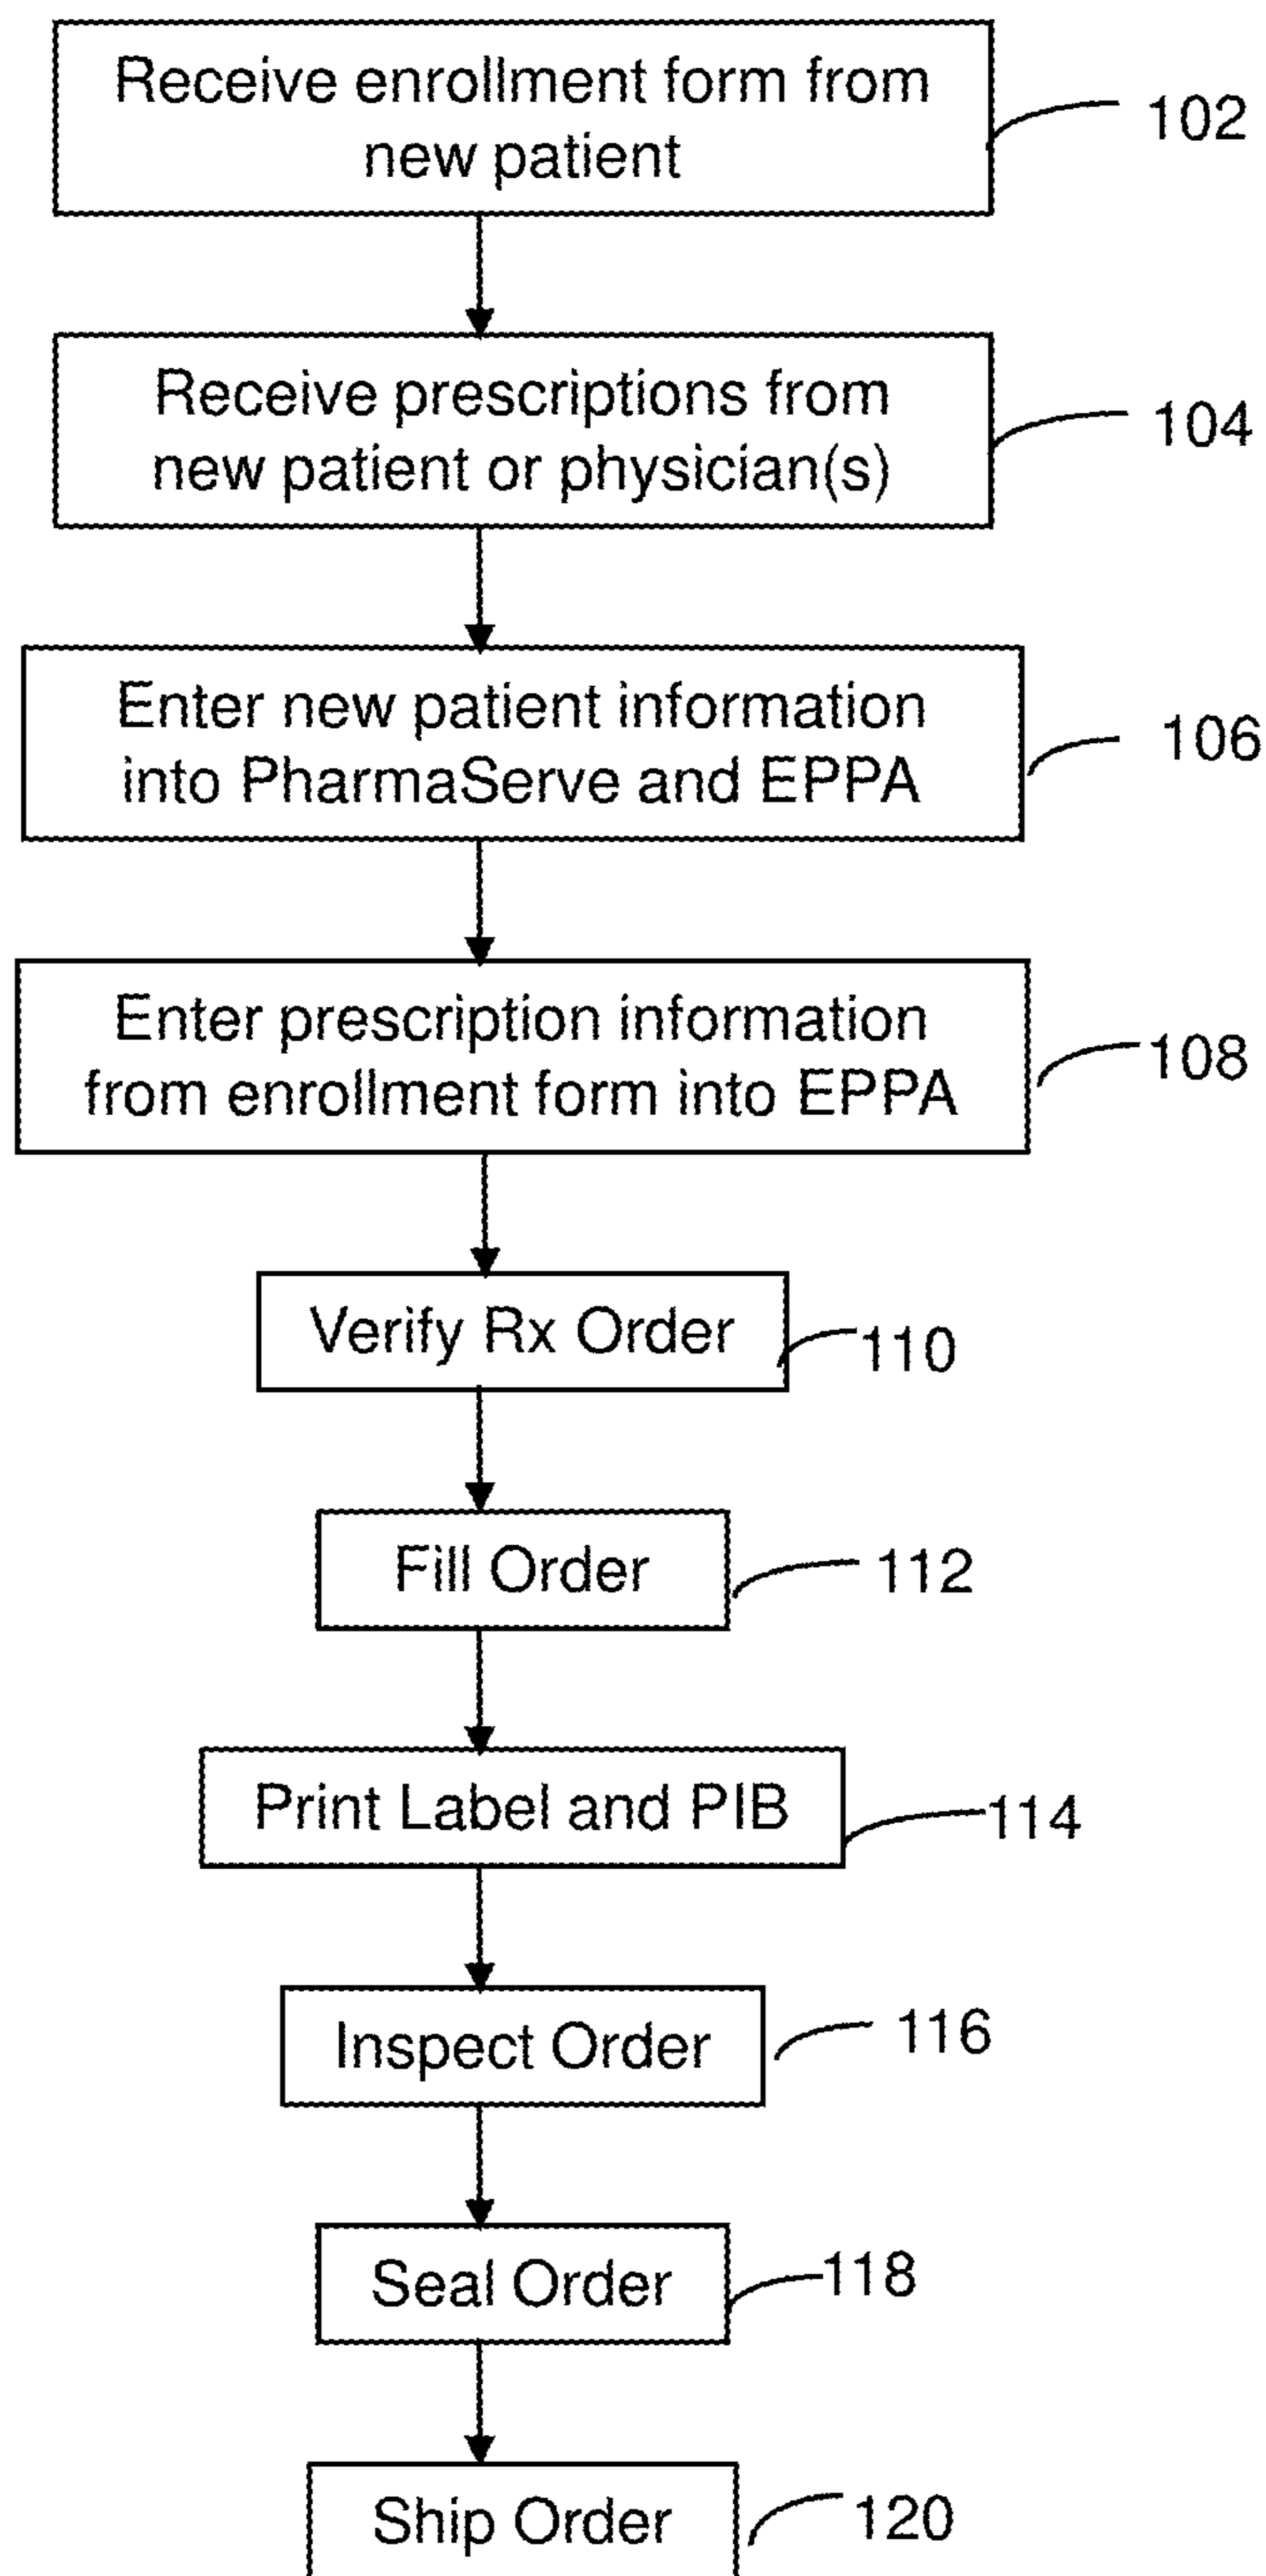 Receive enrollment form from
new patient
102
Receive prescriptions from
new patient or physician(s)
104
Enter new patient information
into PharmaServe and EPPA
106
Enter prescription information
from enrollment form into EPPA
108
Verify Rx Order
110
Fill Order
112
Print Label and PIB
114
Inspect Order
116
Seal Order
118
Ship Order
120